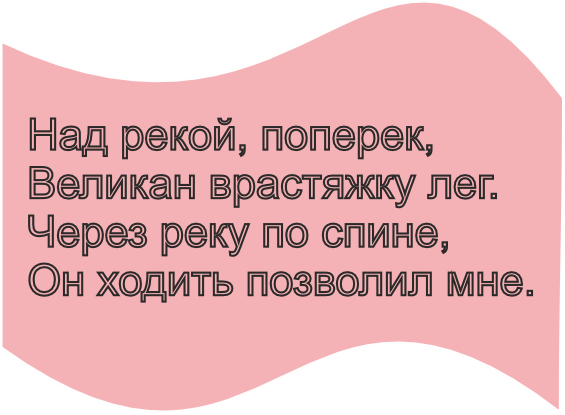 Над рекой, поперек,
Великан врастяжку лег.
Через реку по спине,
Он ходить позволил мне.